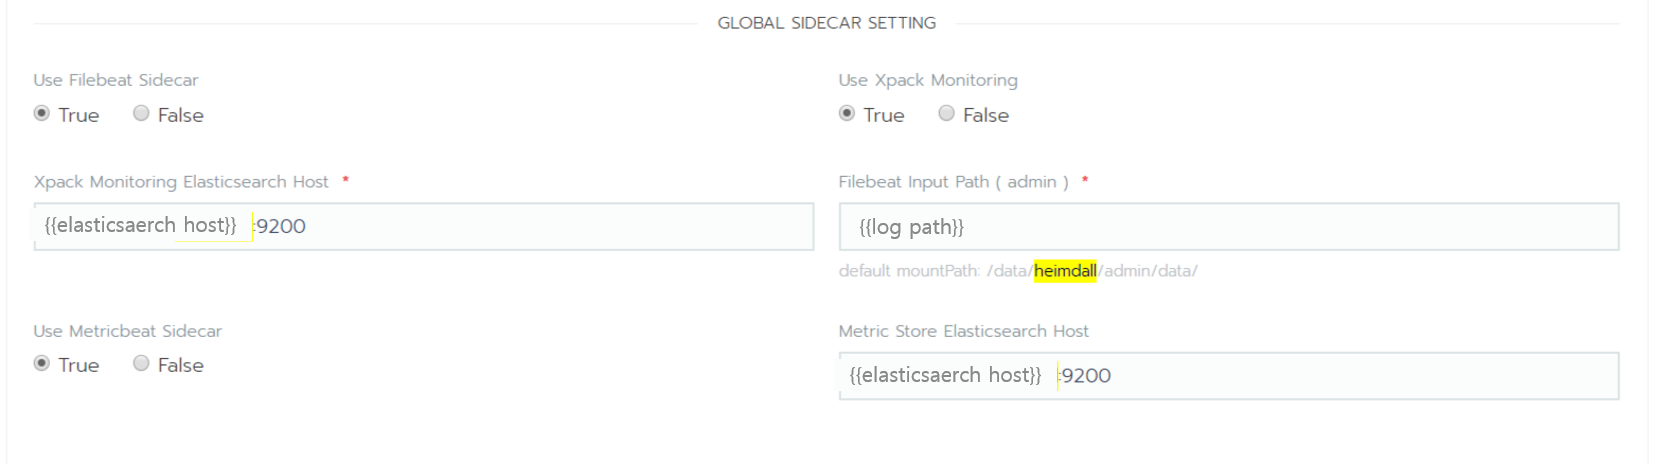 GLOBAL SIDECAR SETTING
Use Filebeat Sidecar
True False
Use Xpack Monitoring
True False
Xpack Monitoring Elasticsearch Host *
{{elasticsaerch host}} :9200
Filebeat Input Path ( admin ) *
{{log path}}
default mountPath: /data/heimdall/admin/data/
Use Metricbeat Sidecar
True False
Metric Store Elasticsearch Host
{{elasticsaerch host}} :9200